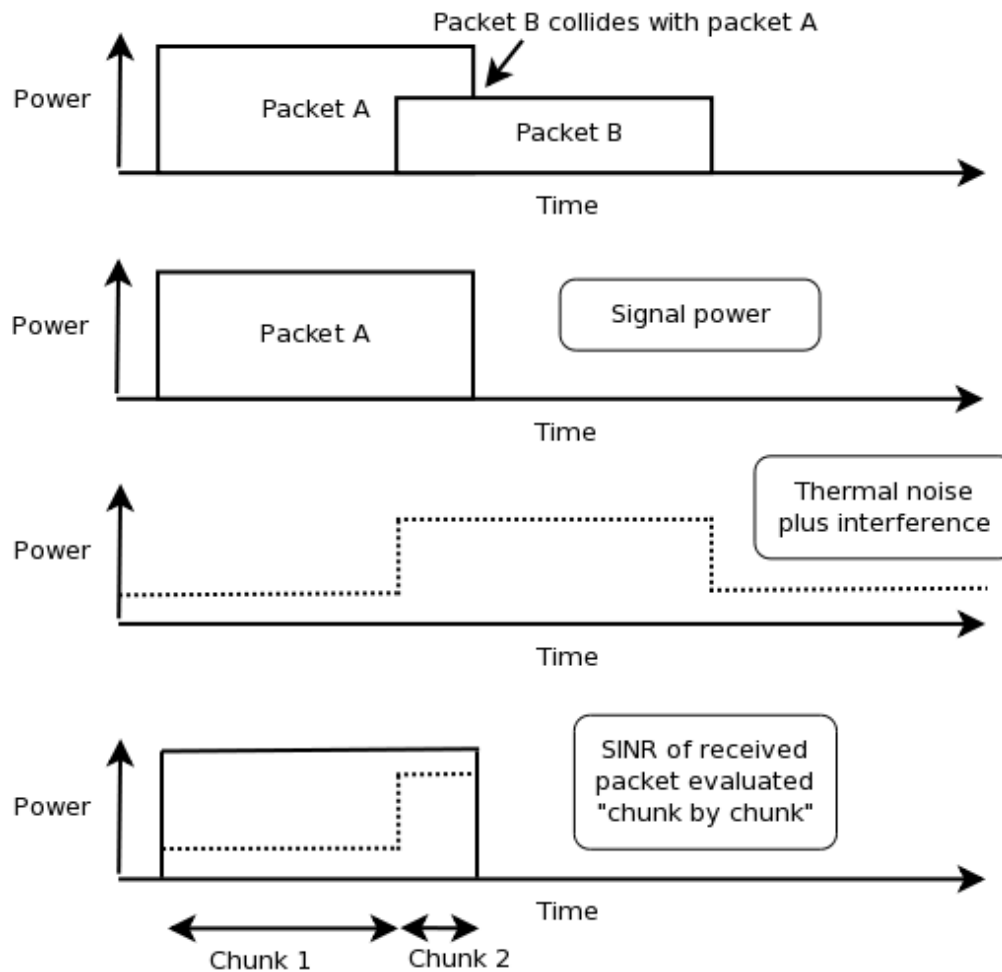 Packet B collides with packet A
Power
Packet A
Packet B
Time
Power
Packet A
Signal power
Time
Thermal noise
plus interference
Power
Time
SINR of received
packet evaluated
"chunk by chunk"
Power
Time
Chunk 1
Chunk 2